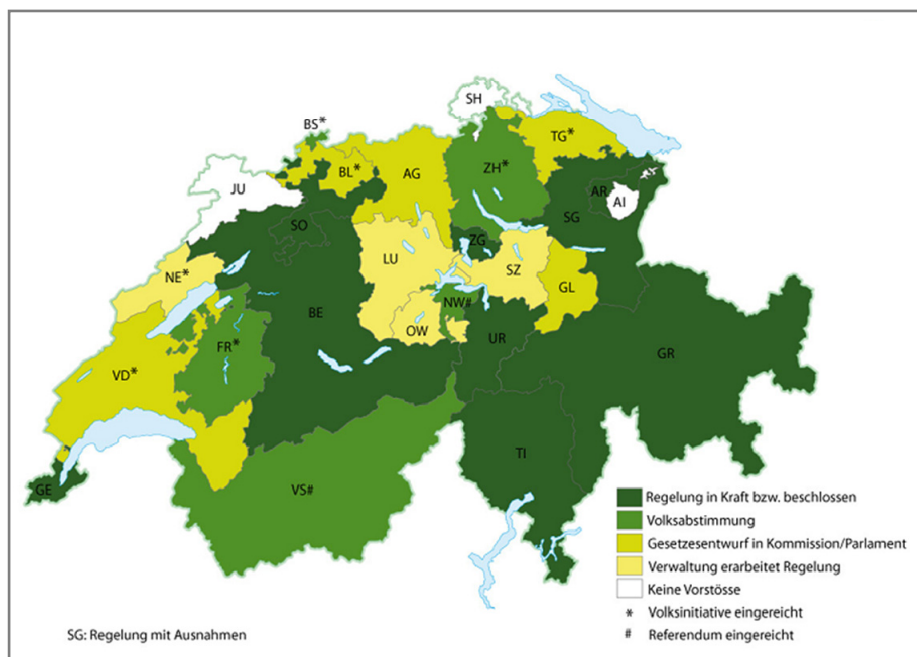 SH
BS*
TG*
BL*
AG
ZH*
JU
AR
AI
SG
SO
ZG
LU
SZ
NE*
GL
BE
NW#
OW
UR
FR*
GR
VD*
TI
GE
VS#
Regelung in Kraft bzw. beschlossen
Volksabstimmung
Gesetzesentwurf in Kommission/Parlament
Verwaltung erarbeitet Regelung
Keine Vorstösse
* Volksinitiative eingereicht
# Referendum eingereicht
SG: Regelung mit Ausnahmen